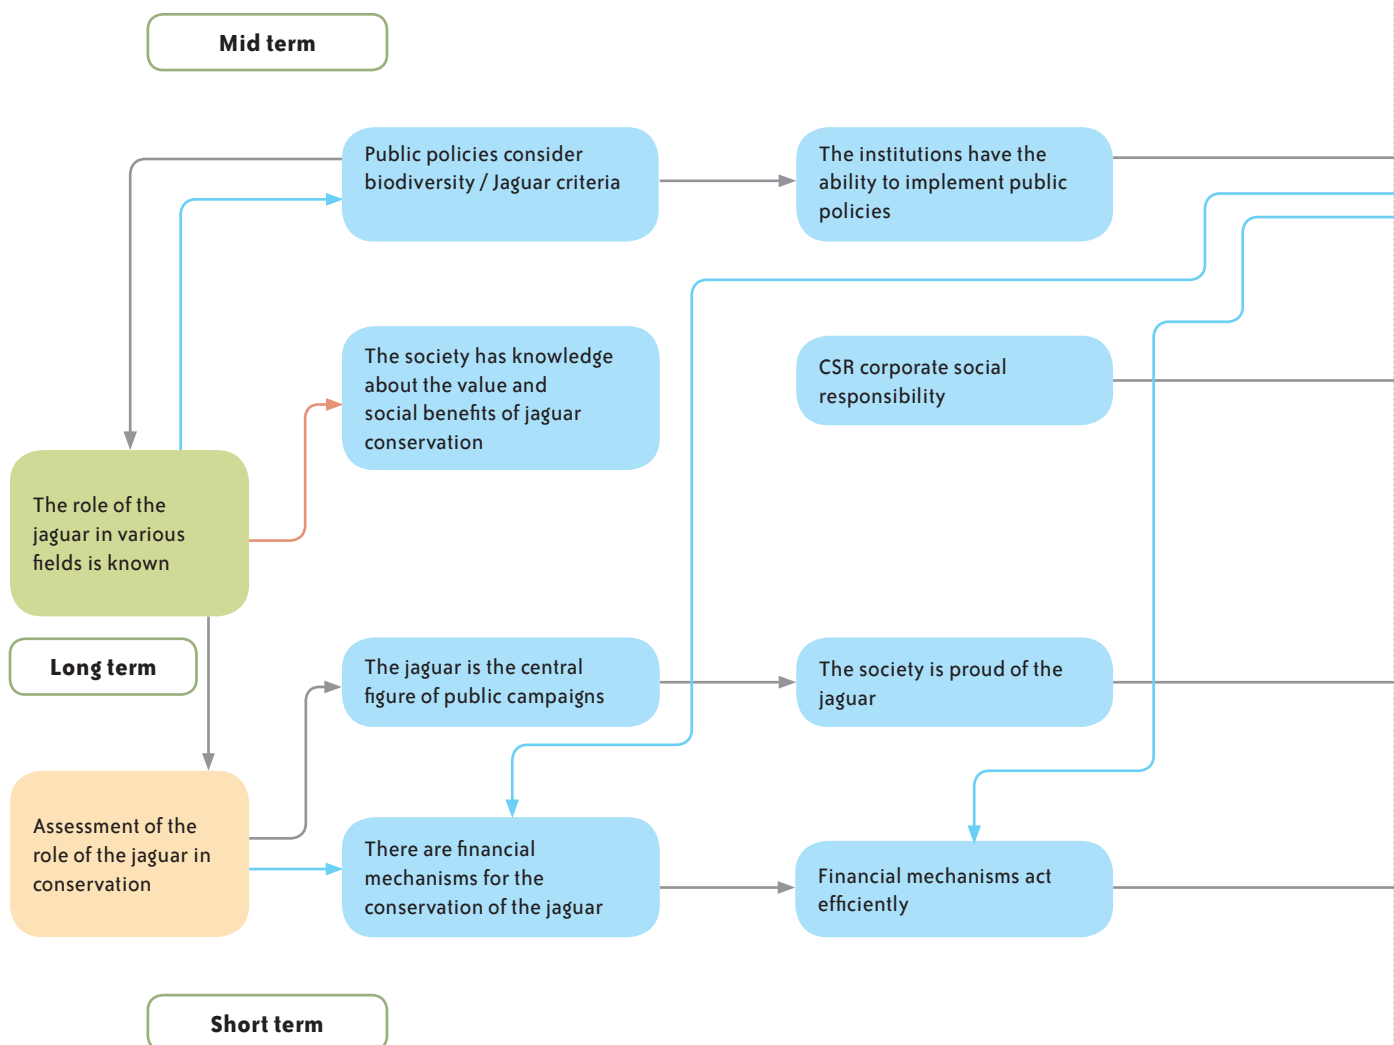 Mid term
Public policies consider
biodiversity / Jaguar criteria
The institutions have the
ability to implement public
policies
The society has knowledge
about the value and
social benefits of jaguar
conservation
CSR corporate social
responsibility
The role of the
jaguar in various
fields is known
Long term
The jaguar is the central
figure of public campaigns
The society is proud of the
jaguar
Assessment of the
role of the jaguar in
conservation
There are financial
mechanisms for the
conservation of the jaguar
Financial mechanisms act
efficiently
Short term